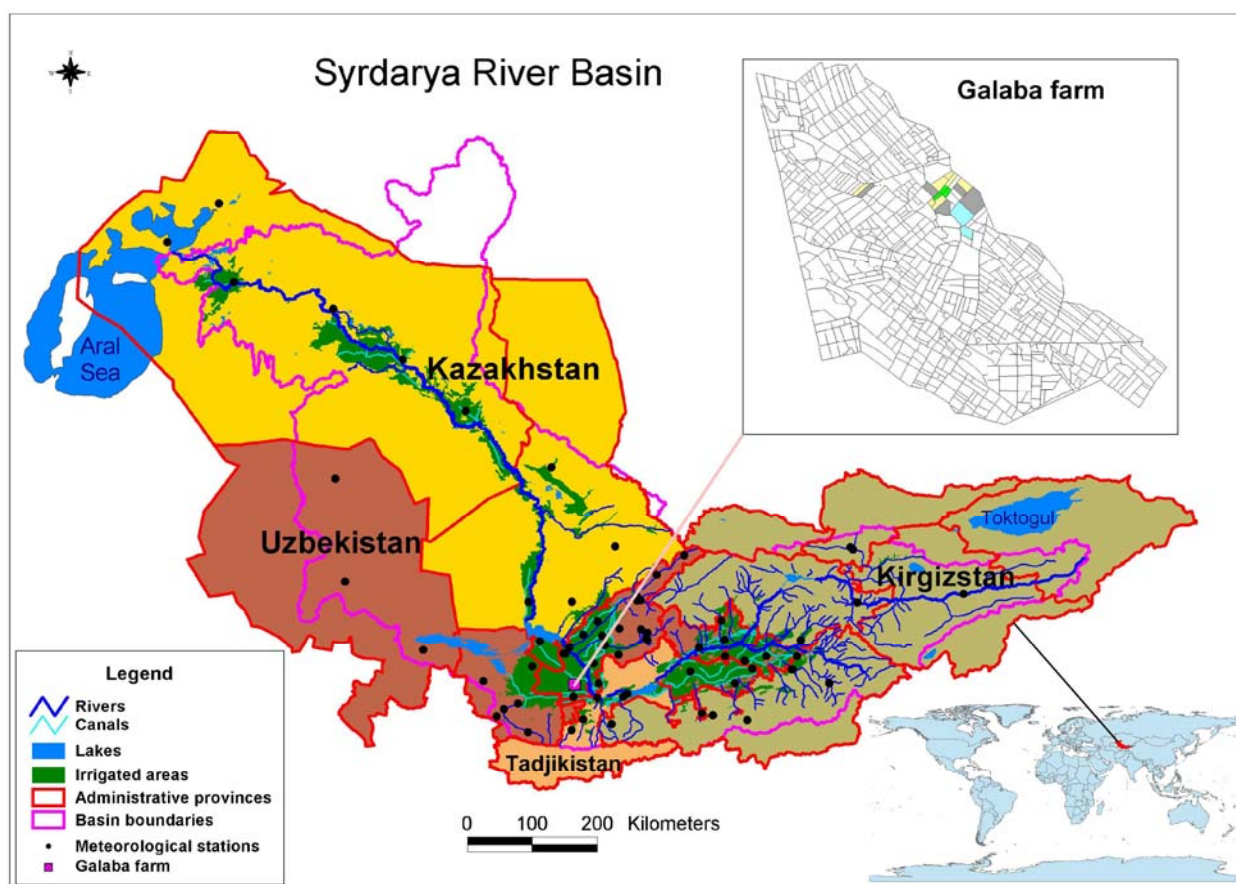 Syrdarya River Basin
Galaba farm
Aral
Sea
Kazakhstan
Uzbekistan
Toktogul
Kirgizstan
Tadjikistan
Legend
Rivers
Canals
Lakes
Irrigated areas
Administrative provinces
Basin boundaries
Meteorological stations
Galaba farm
0 100 200 Kilometers